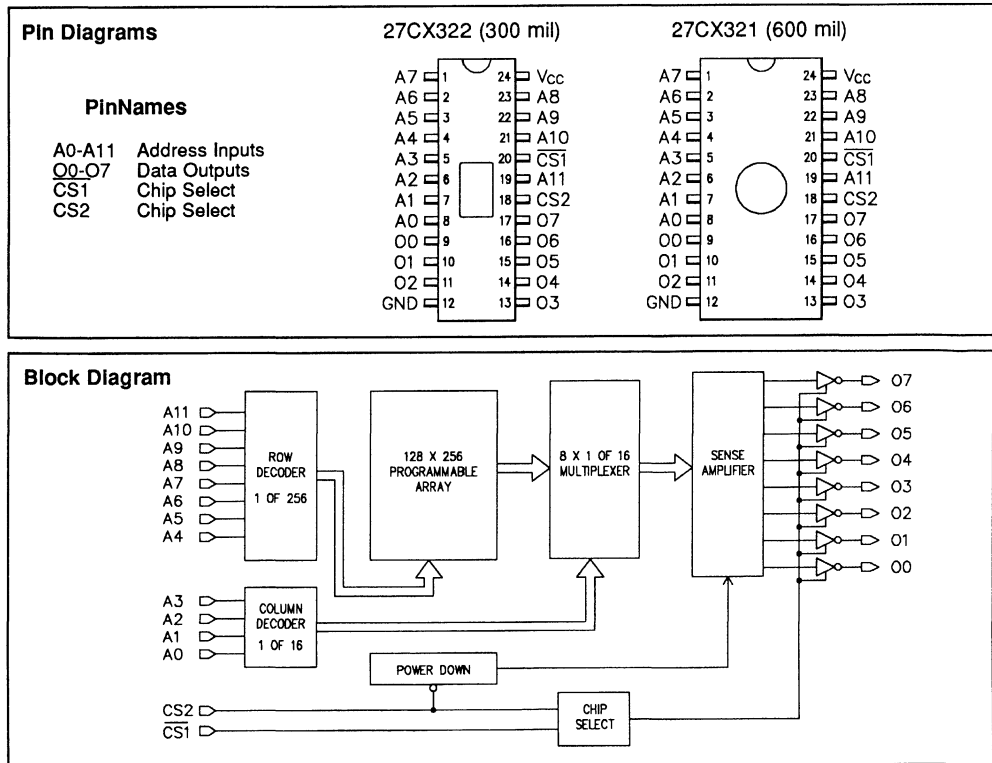 Pin Diagrams
27CX322 (300 mil)
27CX321 (600 mil)
PinNames
A0-A11 Address Inputs
O0-O7 Data Outputs
C̅S̅1̅ Chip Select
CS2 Chip Select
A7 1 24 Vcc
A6 2 23 A8
A5 3 22 A9
A4 4 21 A10
A3 5 20 C̅S̅1̅
A2 6 19 A11
A1 7 18 CS2
A0 8 17 O7
O0 9 16 O6
O1 10 15 O5
O2 11 14 O4
GND 12 13 O3
A7 1 24 Vcc
A6 2 23 A8
A5 3 22 A9
A4 4 21 A10
A3 5 20 C̅S̅1̅
A2 6 19 A11
A1 7 18 CS2
A0 8 17 O7
O0 9 16 O6
O1 10 15 O5
O2 11 14 O4
GND 12 13 O3
Block Diagram
A11
A10
A9
A8
A7
A6
A5
A4
ROW
DECODER
1 OF 256
128 X 256
PROGRAMMABLE
ARRAY
8 X 1 OF 16
MULTIPLEXER
SENSE
AMPLIFIER
O7
O6
O5
O4
O3
O2
O1
O0
A3
A2
A1
A0
COLUMN
DECODER
1 OF 16
POWER DOWN
CS2
C̅S̅1̅
CHIP
SELECT